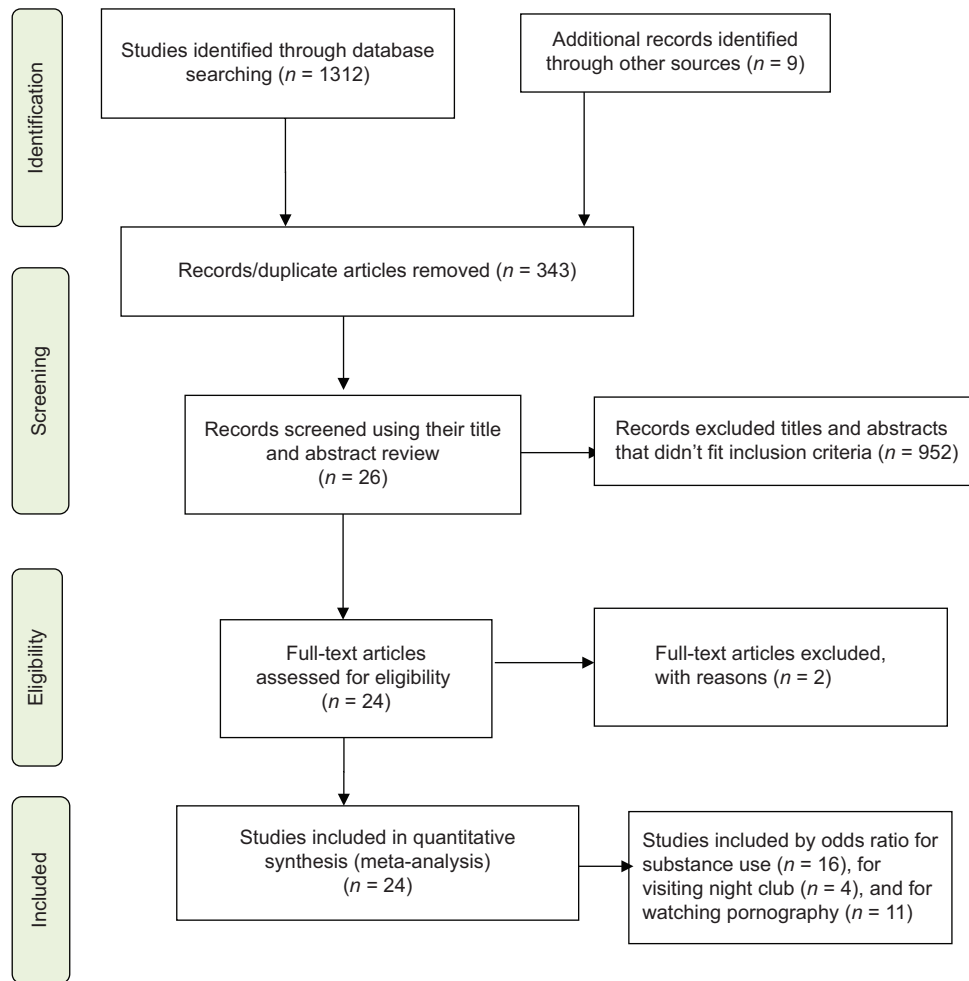 Identification
Studies identified through database
searching (n = 1312)
Additional records identified
through other sources (n = 9)
Records/duplicate articles removed (n = 343)
Screening
Records screened using their title
and abstract review
(n = 26)
Records excluded titles and abstracts
that didn't fit inclusion criteria (n = 952)
Eligibility
Full-text articles
assessed for eligibility
(n = 24)
Full-text articles excluded,
with reasons (n = 2)
Included
Studies included in quantitative
synthesis (meta-analysis)
(n = 24)
Studies included by odds ratio for
substance use (n = 16), for
visiting night club (n = 4), and for
watching pornography (n = 11)